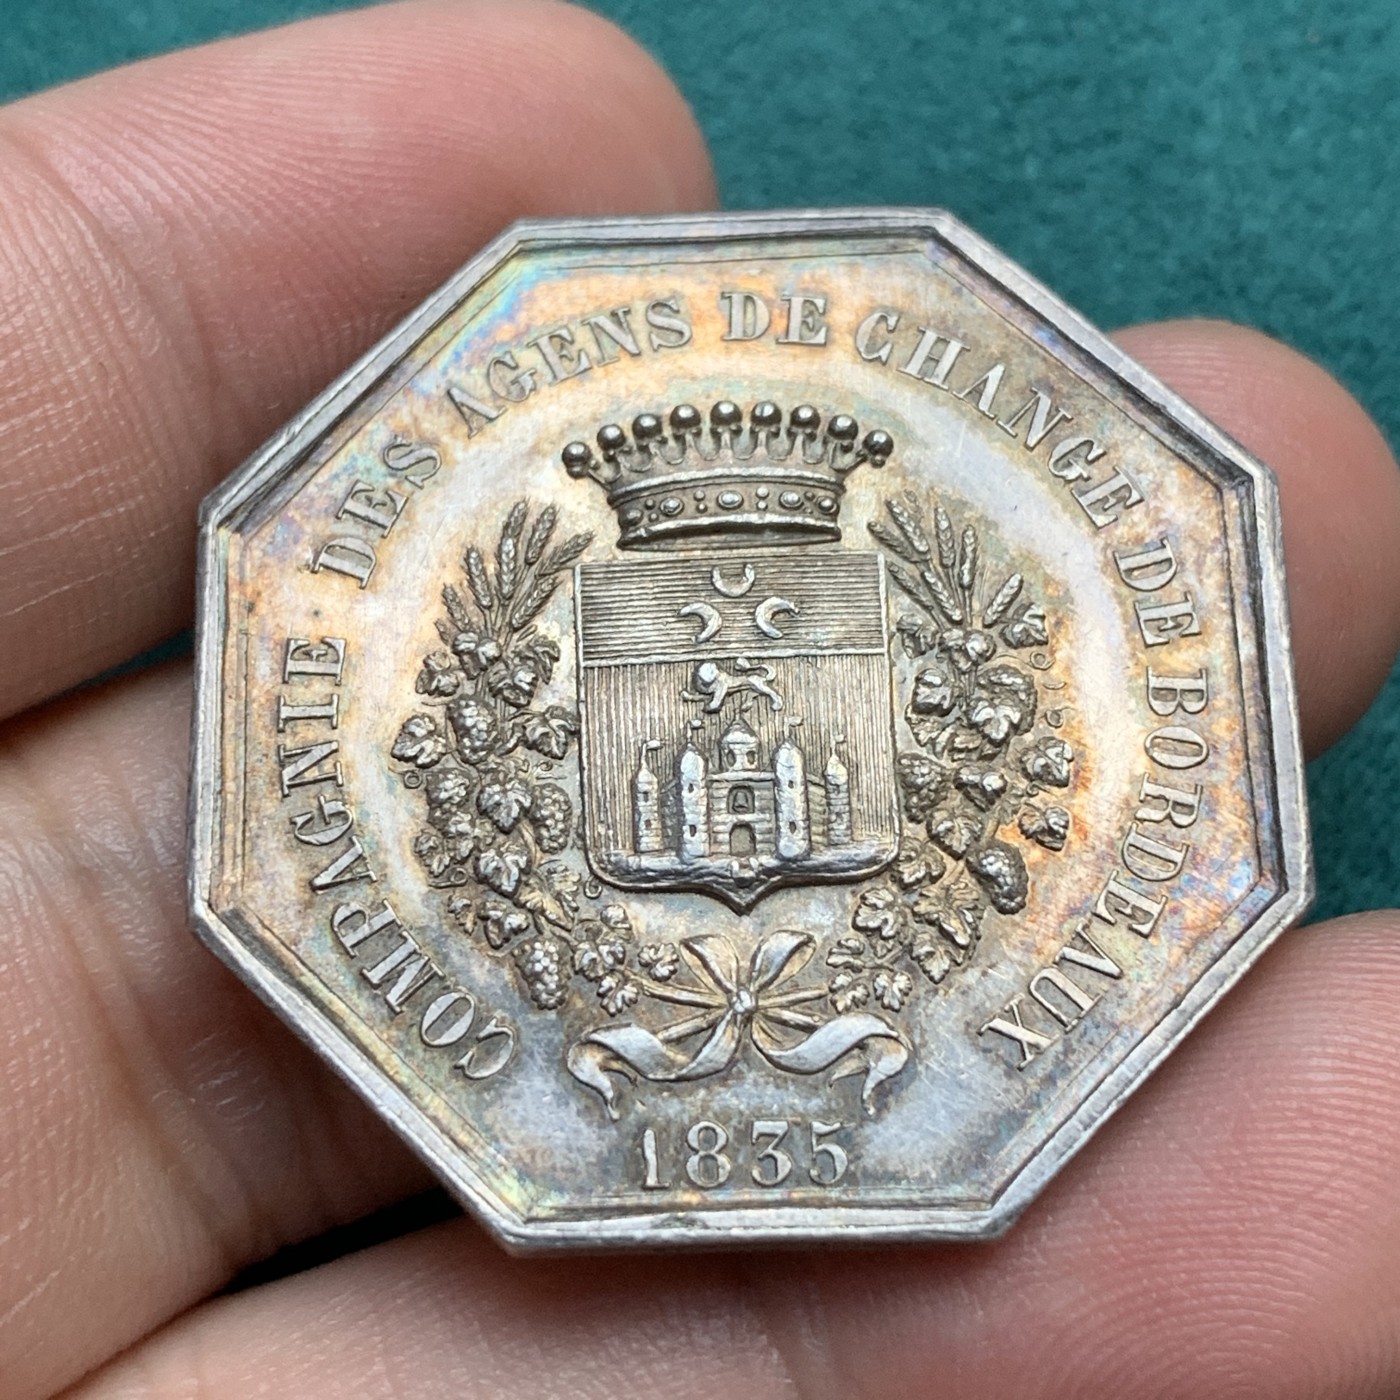 COMPAGNIE DES AGENS DE CHANGE DE BORDEAUX
1835